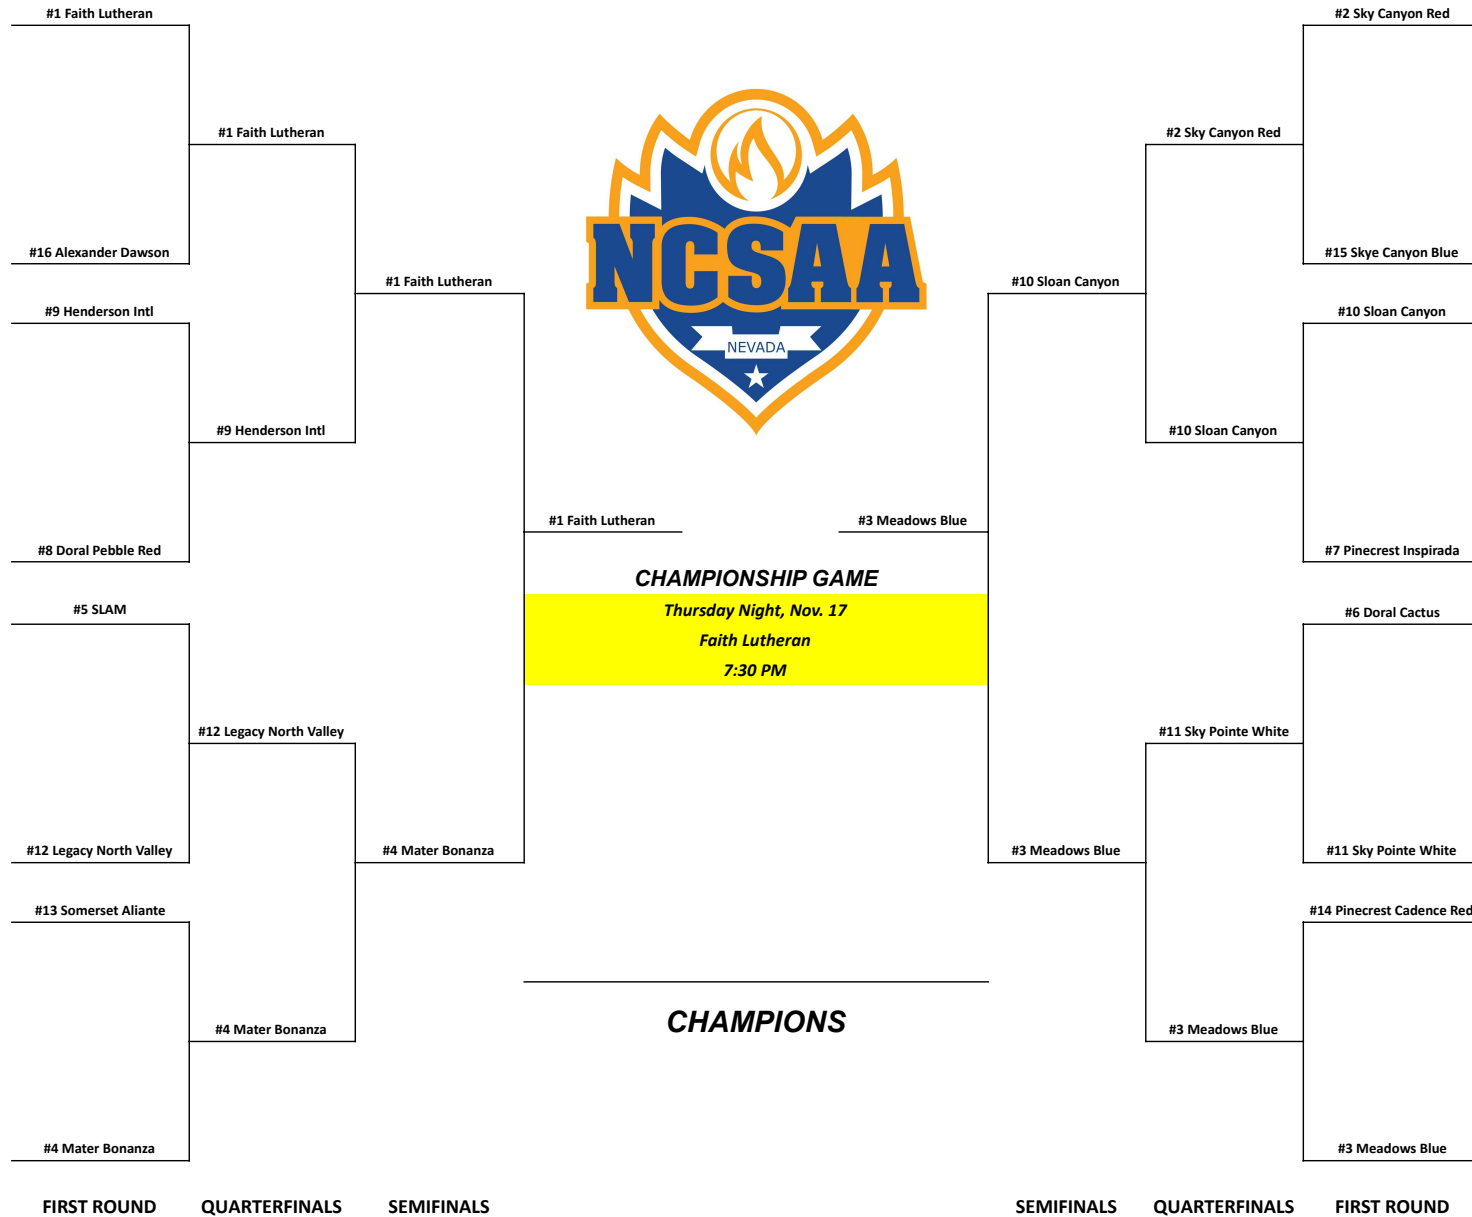 #1 Faith Lutheran
#2 Sky Canyon Red
#1 Faith Lutheran
#2 Sky Canyon Red
#16 Alexander Dawson
#15 Skye Canyon Blue
#1 Faith Lutheran
NCSAA
#10 Sloan Canyon
#9 Henderson Intl
#10 Sloan Canyon
NEVADA
#9 Henderson Intl
#10 Sloan Canyon
#1 Faith Lutheran
#3 Meadows Blue
#8 Doral Pebble Red
#7 Pinecrest Inspirada
CHAMPIONSHIP GAME
Thursday Night, Nov. 17
Faith Lutheran
7:30 PM
#5 SLAM
#6 Doral Cactus
#12 Legacy North Valley
#11 Sky Pointe White
#12 Legacy North Valley
#4 Mater Bonanza
#3 Meadows Blue
#11 Sky Pointe White
#13 Somerset Aliante
#14 Pinecrest Cadence Red
CHAMPIONS
#4 Mater Bonanza
#3 Meadows Blue
#4 Mater Bonanza
#3 Meadows Blue
FIRST ROUND QUARTERFINALS SEMIFINALS SEMIFINALS QUARTERFINALS FIRST ROUND